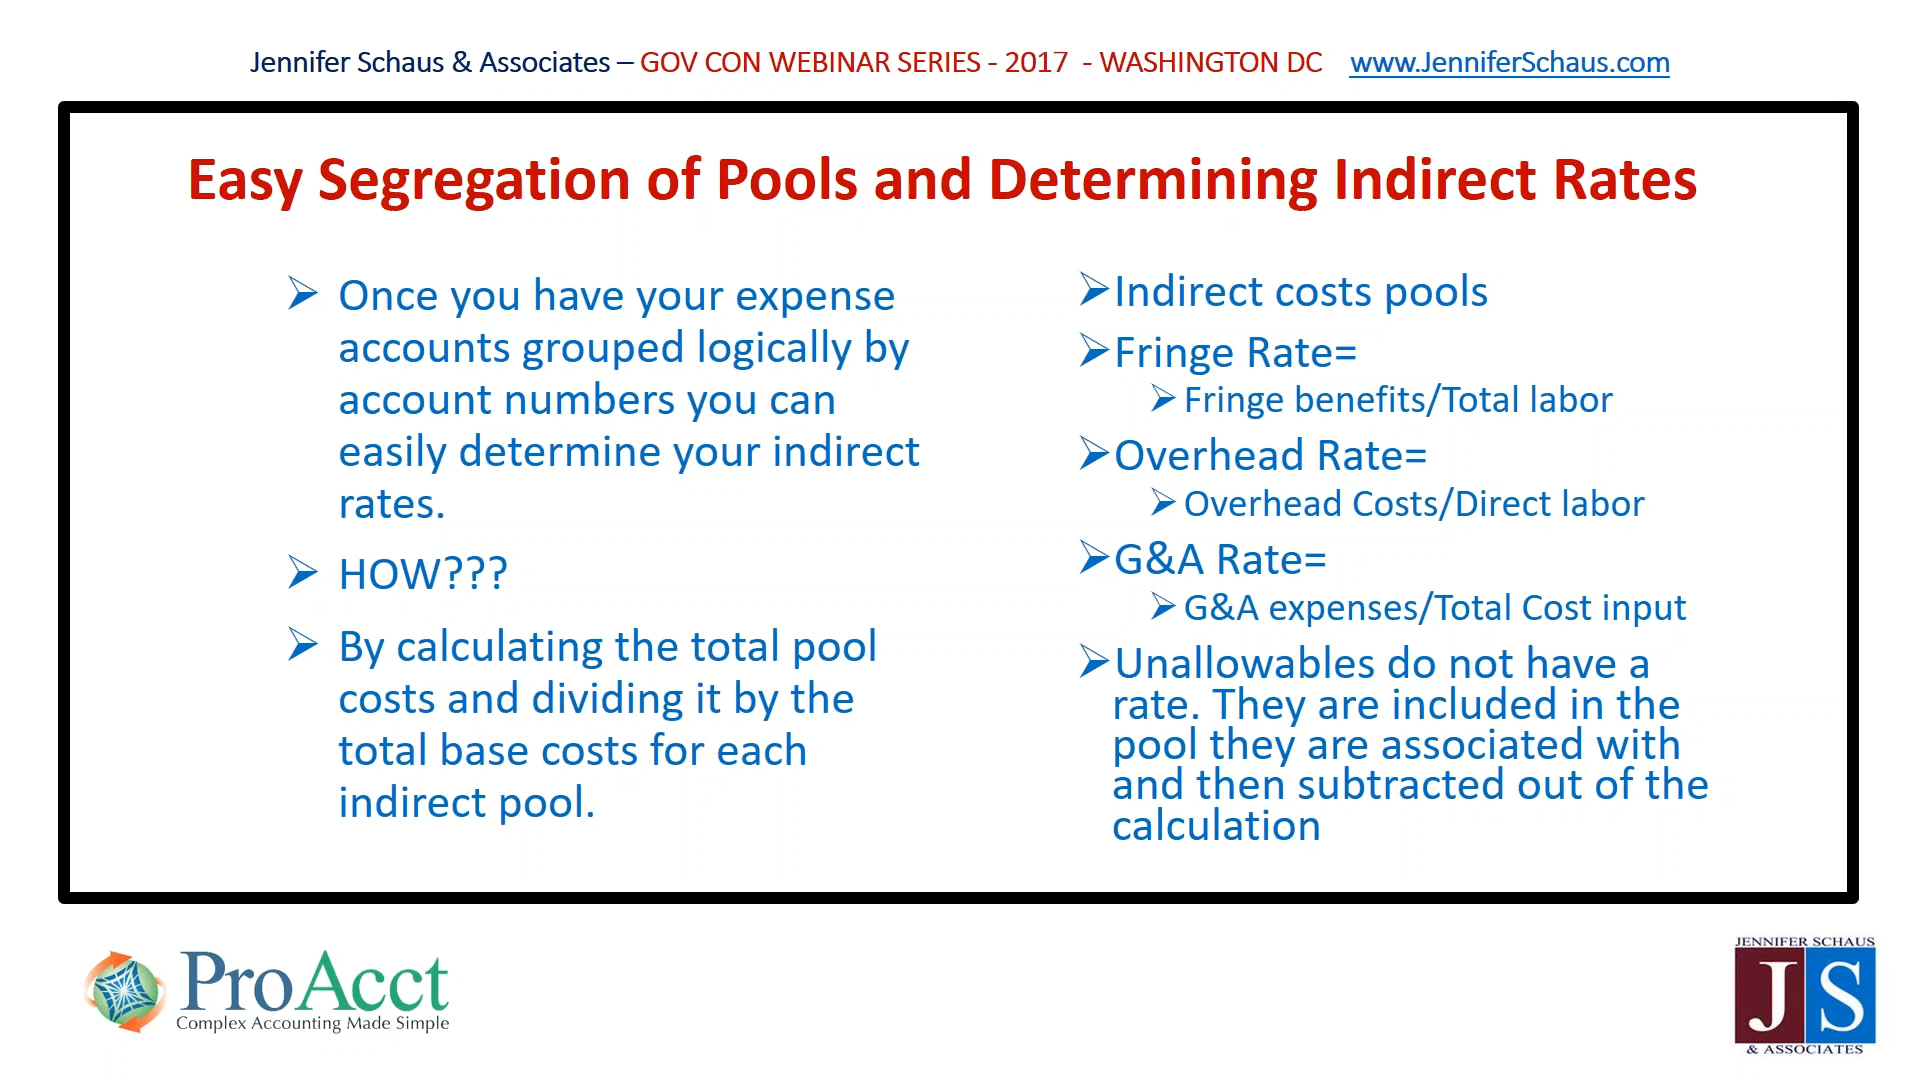 Jennifer Schaus & Associates – GOV CON WEBINAR SERIES - 2017 - WASHINGTON DC www.JenniferSchaus.com
Easy Segregation of Pools and Determining Indirect Rates
Once you have your expense
accounts grouped logically by
account numbers you can
easily determine your indirect
rates.
HOW???
By calculating the total pool
costs and dividing it by the
total base costs for each
indirect pool.
Indirect costs pools
Fringe Rate=
Fringe benefits/Total labor
Overhead Rate=
Overhead Costs/Direct labor
G&A Rate=
G&A expenses/Total Cost input
Unallowables do not have a
rate. They are included in the
pool they are associated with
and then subtracted out of the
calculation
ProAcct
Complex Accounting Made Simple
JENNIFER SCHAUS
JS
& ASSOCIATES